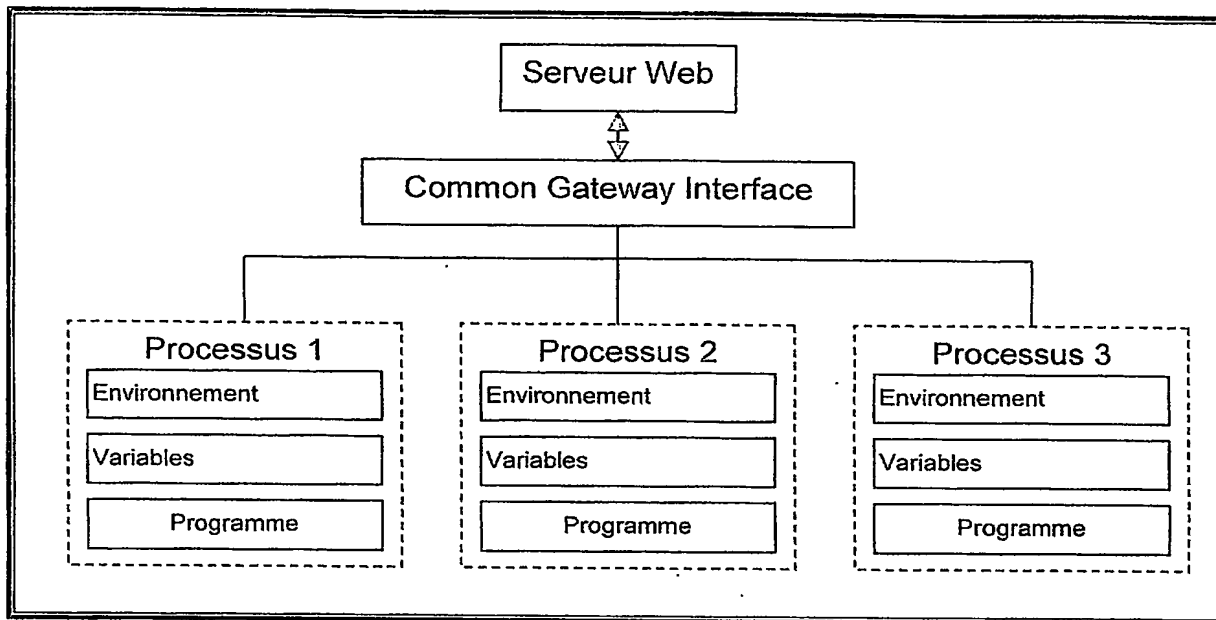 Serveur Web
Common Gateway Interface
Processus 1
Environnement
Variables
Programme
Processus 2
Environnement
Variables
Programme
Processus 3
Environnement
Variables
Programme